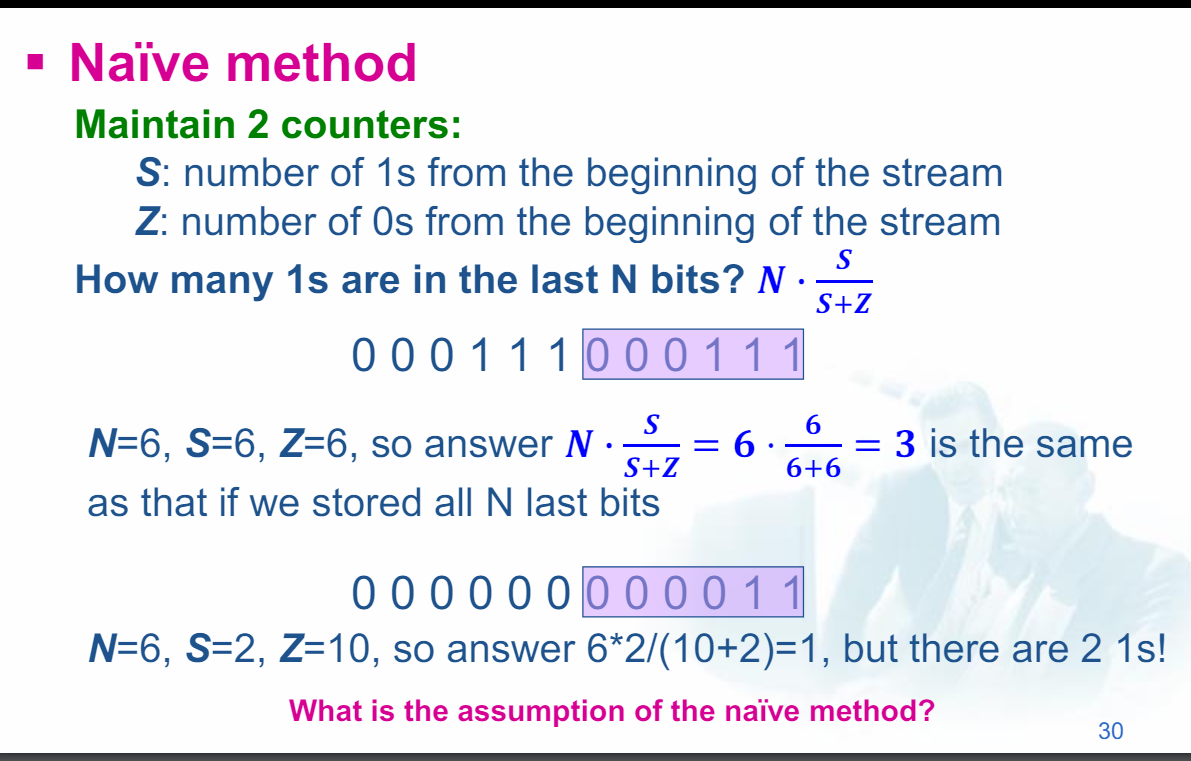 ▪ Naïve method
Maintain 2 counters:
S: number of 1s from the beginning of the stream
Z: number of 0s from the beginning of the stream
How many 1s are in the last N bits? N · S/(S+Z)
0 0 0 1 1 1 0 0 0 1 1 1
N=6, S=6, Z=6, so answer N · S/(S+Z) = 6 · 6/(6+6) = 3 is the same
as that if we stored all N last bits
0 0 0 0 0 0 0 0 0 0 1 1
N=6, S=2, Z=10, so answer 6*2/(10+2)=1, but there are 2 1s!
What is the assumption of the naïve method?
30